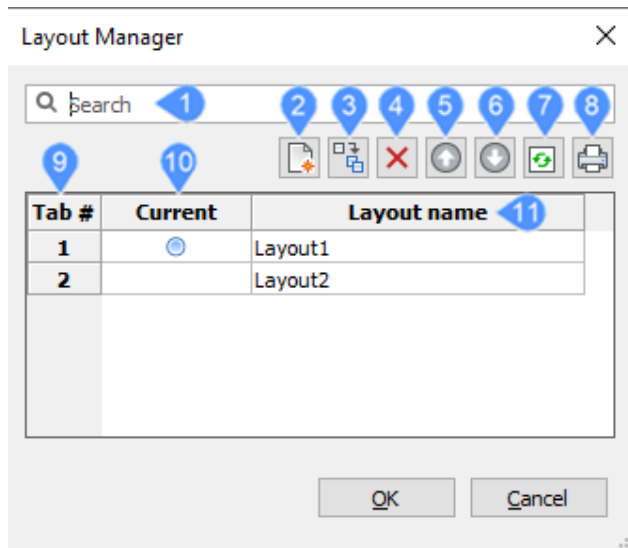 Layout Manager
Search 1
2 3 4 5 6 7 8
9 10
Tab # Current Layout name 11
1 Layout1
2 Layout2
OK Cancel